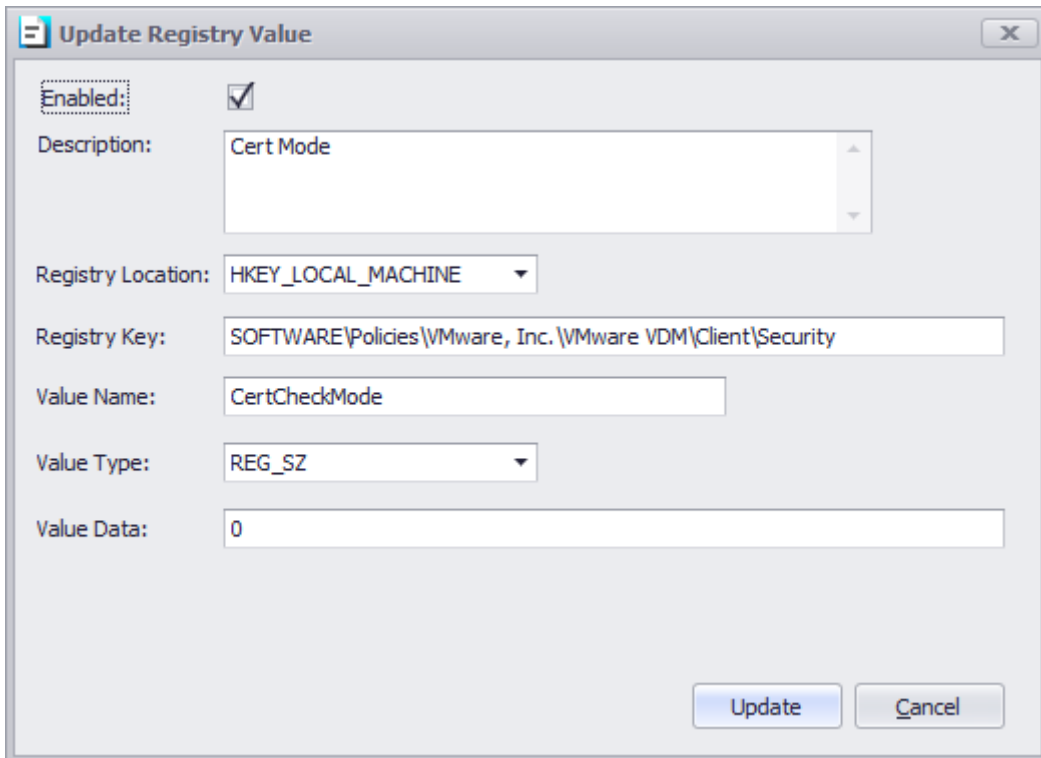 Update Registry Value
Enabled:
Description: Cert Mode
Registry Location: HKEY_LOCAL_MACHINE
Registry Key: SOFTWARE\Policies\VMware, Inc.\VMware VDM\Client\Security
Value Name: CertCheckMode
Value Type: REG_SZ
Value Data: 0
Update Cancel